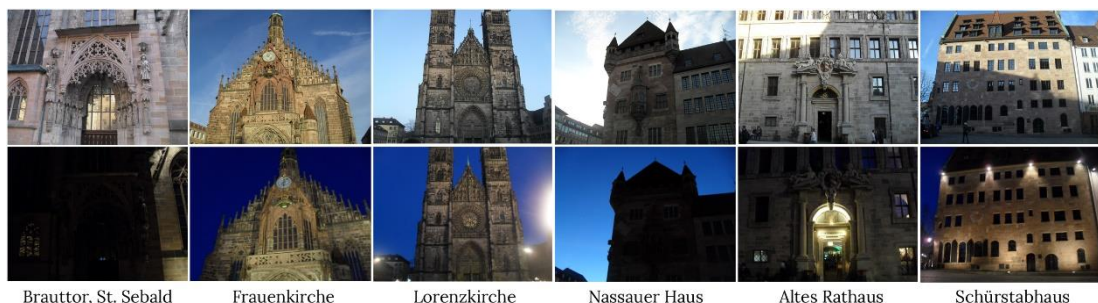 Brauttor, St. Sebald
Frauenkirche
Lorenzkirche
Nassauer Haus
Altes Rathaus
Schürstabhaus